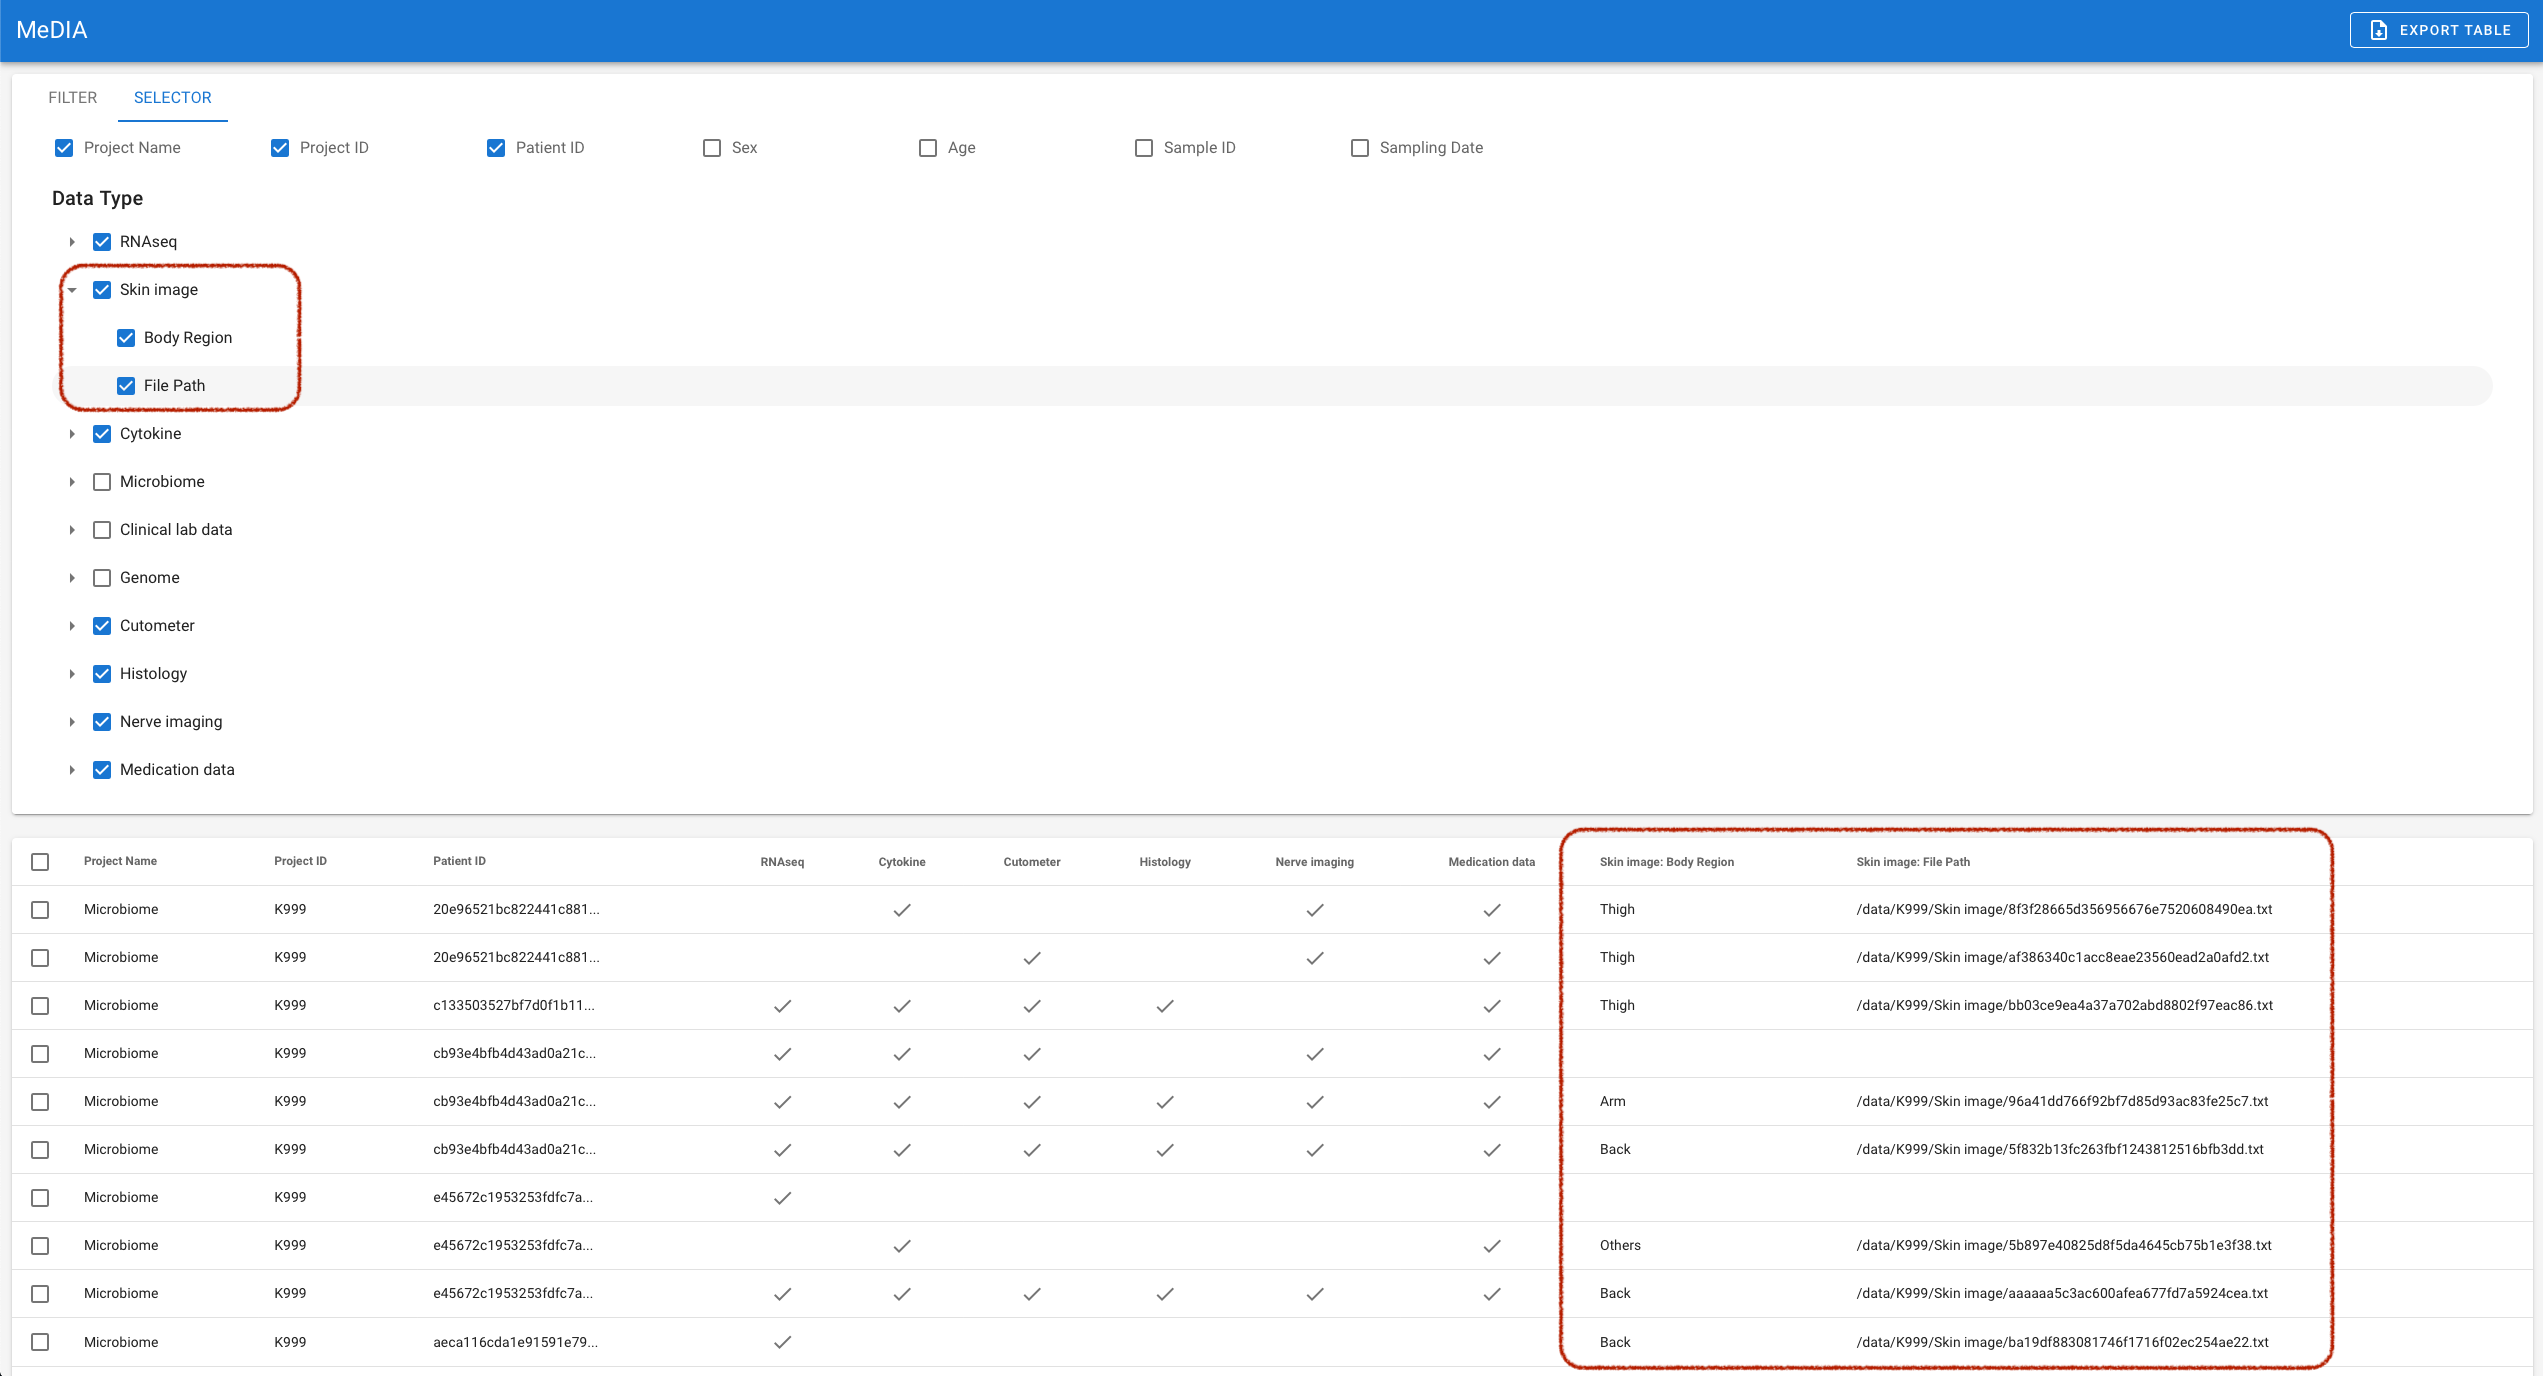 MeDIA
EXPORT TABLE
FILTER SELECTOR
Project Name Project ID Patient ID Sex Age Sample ID Sampling Date
Data Type
RNAseq
Skin image
Body Region
File Path
Cytokine
Microbiome
Clinical lab data
Genome
Cutometer
Histology
Nerve imaging
Medication data
Project Name Project ID Patient ID RNAseq Cytokine Cutometer Histology Nerve imaging Medication data Skin image: Body Region Skin image: File Path
Microbiome K999 20e96521bc822441c881... Thigh /data/K999/Skin image/8f3f28665d356956676e7520608490ea.txt
Microbiome K999 20e96521bc822441c881... Thigh /data/K999/Skin image/af386340c1acc8eae23560ead2a0afd2.txt
Microbiome K999 c133503527bf7d0f1b11... Thigh /data/K999/Skin image/bb03ce9ea4a37a702abd8802f97eac86.txt
Microbiome K999 cb93e4bfb4d43ad0a21c...
Microbiome K999 cb93e4bfb4d43ad0a21c... Arm /data/K999/Skin image/96a41dd766f92bf7d85d93ac83fe25c7.txt
Microbiome K999 cb93e4bfb4d43ad0a21c... Back /data/K999/Skin image/5f832b13fc263fbf1243812516bfb3dd.txt
Microbiome K999 e45672c1953253fdfc7a...
Microbiome K999 e45672c1953253fdfc7a... Others /data/K999/Skin image/5b897e40825d8f5da4645cb75b1e3f38.txt
Microbiome K999 e45672c1953253fdfc7a... Back /data/K999/Skin image/aaaaaa5c3ac600afea677fd7a5924cea.txt
Microbiome K999 aeca116cda1e91591e79... Back /data/K999/Skin image/ba19df883081746f1716f02ec254ae22.txt